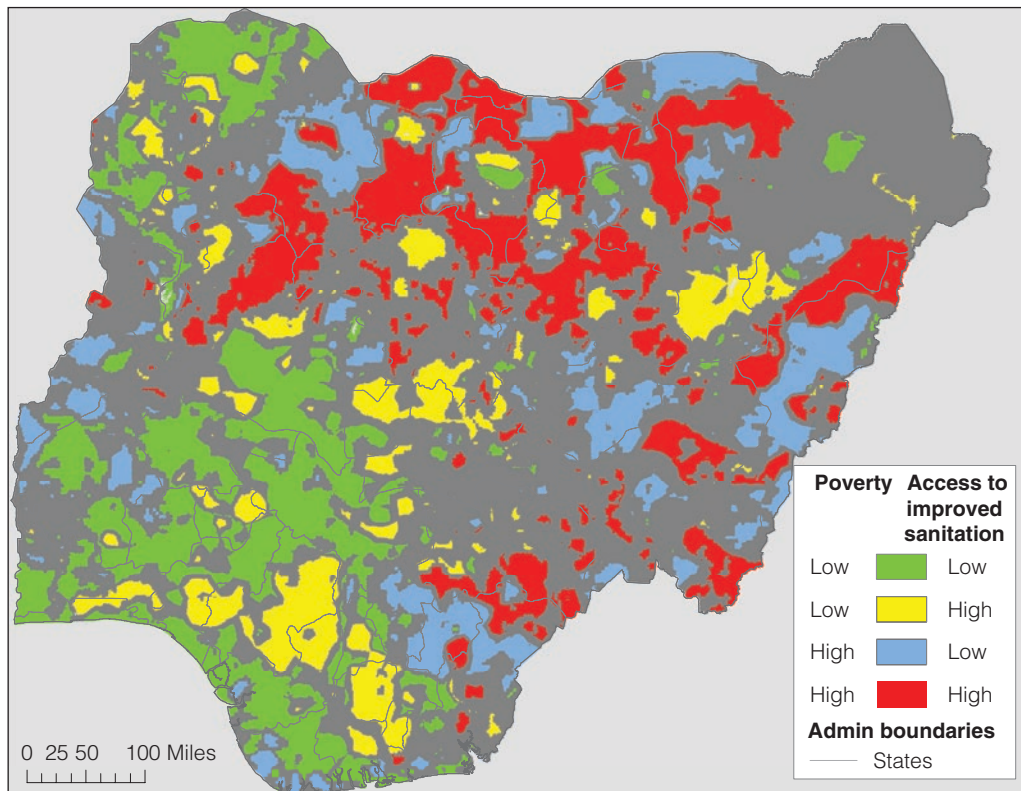 Poverty Access to
improved
sanitation
Low Low
Low High
High Low
High High
Admin boundaries
States
0 25 50 100 Miles